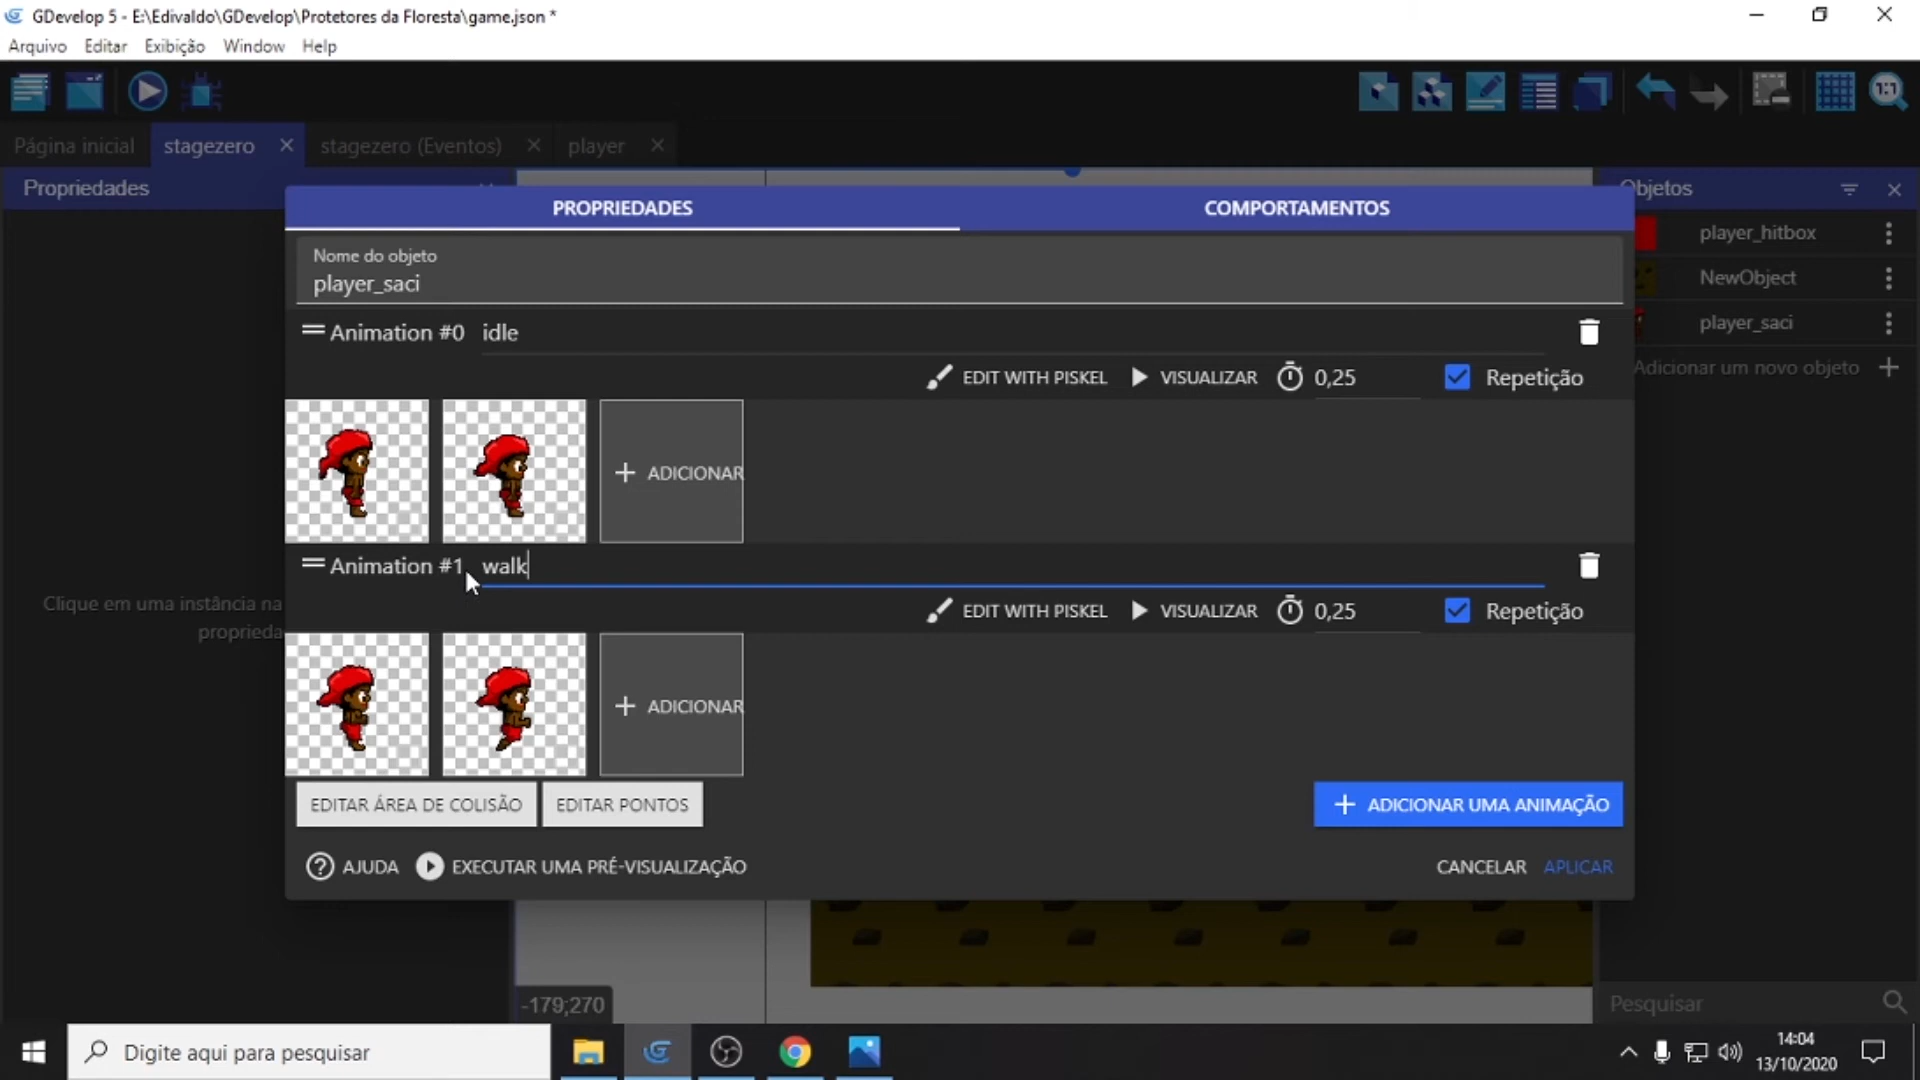 GDevelop 5 - E:\Edivaldo\GDevelop\Protetores da Floresta\game.json *
Arquivo Editar Exibição Window Help
1:1
Página inicial stagezero stagezero (Eventos) player
Propriedades
Objetos
PROPRIEDADES COMPORTAMENTOS
Nome do objeto
player_saci
player_hitbox
NewObject
player_saci
Adicionar um novo objeto
Animation #0 idle
EDIT WITH PISKEL VISUALIZAR 0,25 Repetição
ADICIONAR
Animation #1 walk
EDIT WITH PISKEL VISUALIZAR 0,25 Repetição
Clique em uma instância na
proprieda
ADICIONAR
EDITAR ÁREA DE COLISÃO EDITAR PONTOS ADICIONAR UMA ANIMAÇÃO
AJUDA EXECUTAR UMA PRÉ-VISUALIZAÇÃO CANCELAR APLICAR
-179;270
Pesquisar
Digite aqui para pesquisar
14:04
13/10/2020